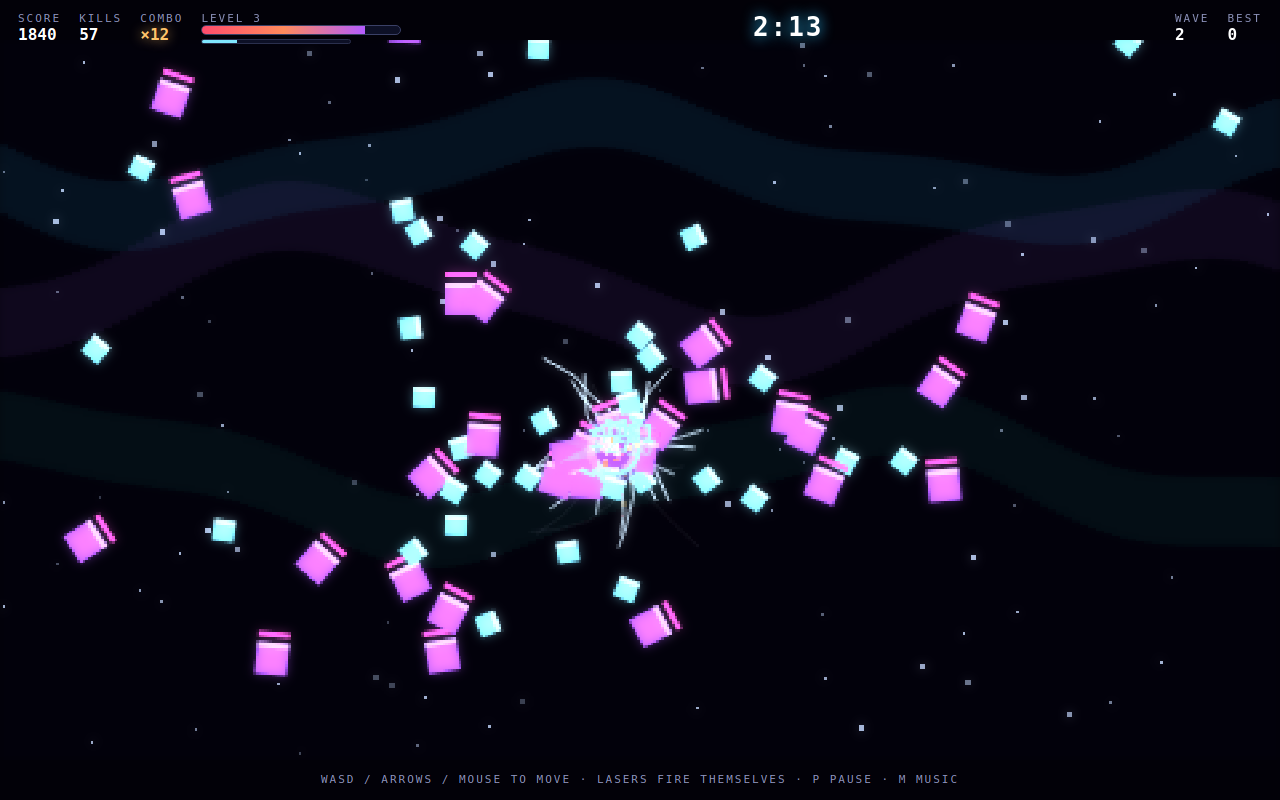 SCORE KILLS COMBO LEVEL 3
1840 57 ×12
2:13
WAVE BEST
2 0
WASD / ARROWS / MOUSE TO MOVE · LASERS FIRE THEMSELVES · P PAUSE · M MUSIC